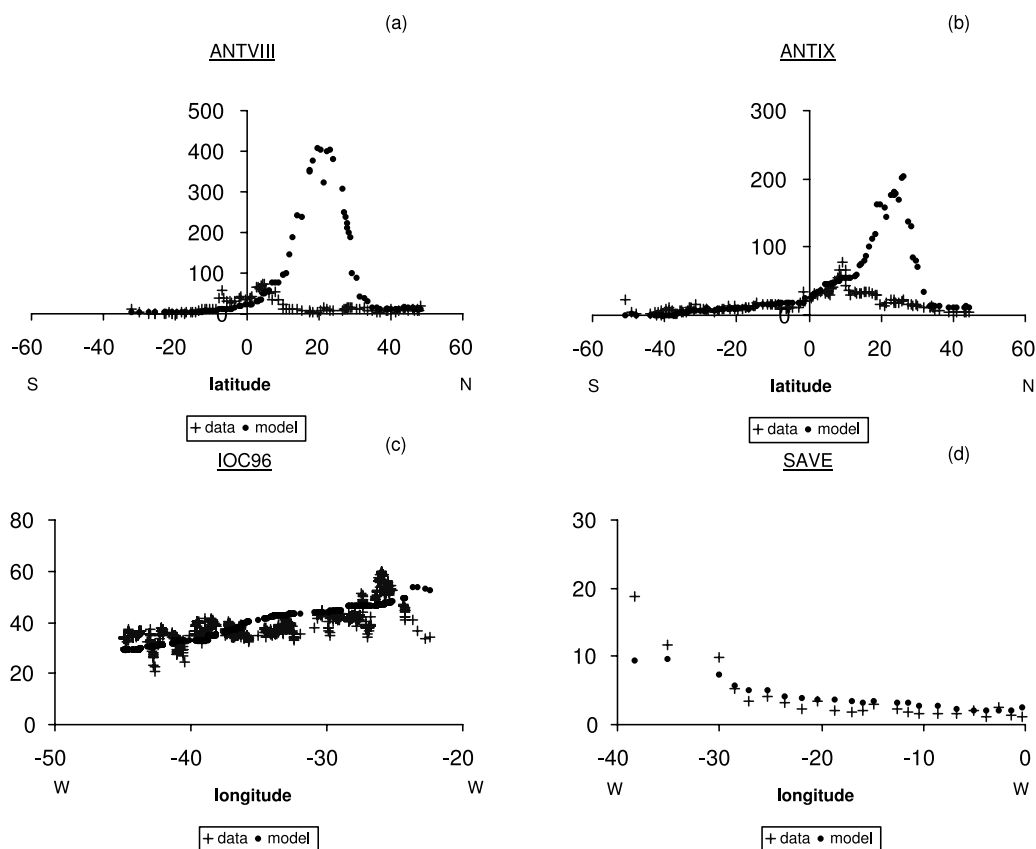 (a)
ANTVIII
500
400
300
200
100
0
-60 -40 -20 0 20 40 60
S latitude N
data model
(b)
ANTIX
300
200
100
0
-60 -40 -20 0 20 40 60
S latitude N
data model
(c)
IOC96
80
60
40
20
0
-50 -40 -30 -20
W longitude W
data model
(d)
SAVE
30
20
10
0
-40 -30 -20 -10 0
W longitude W
data model